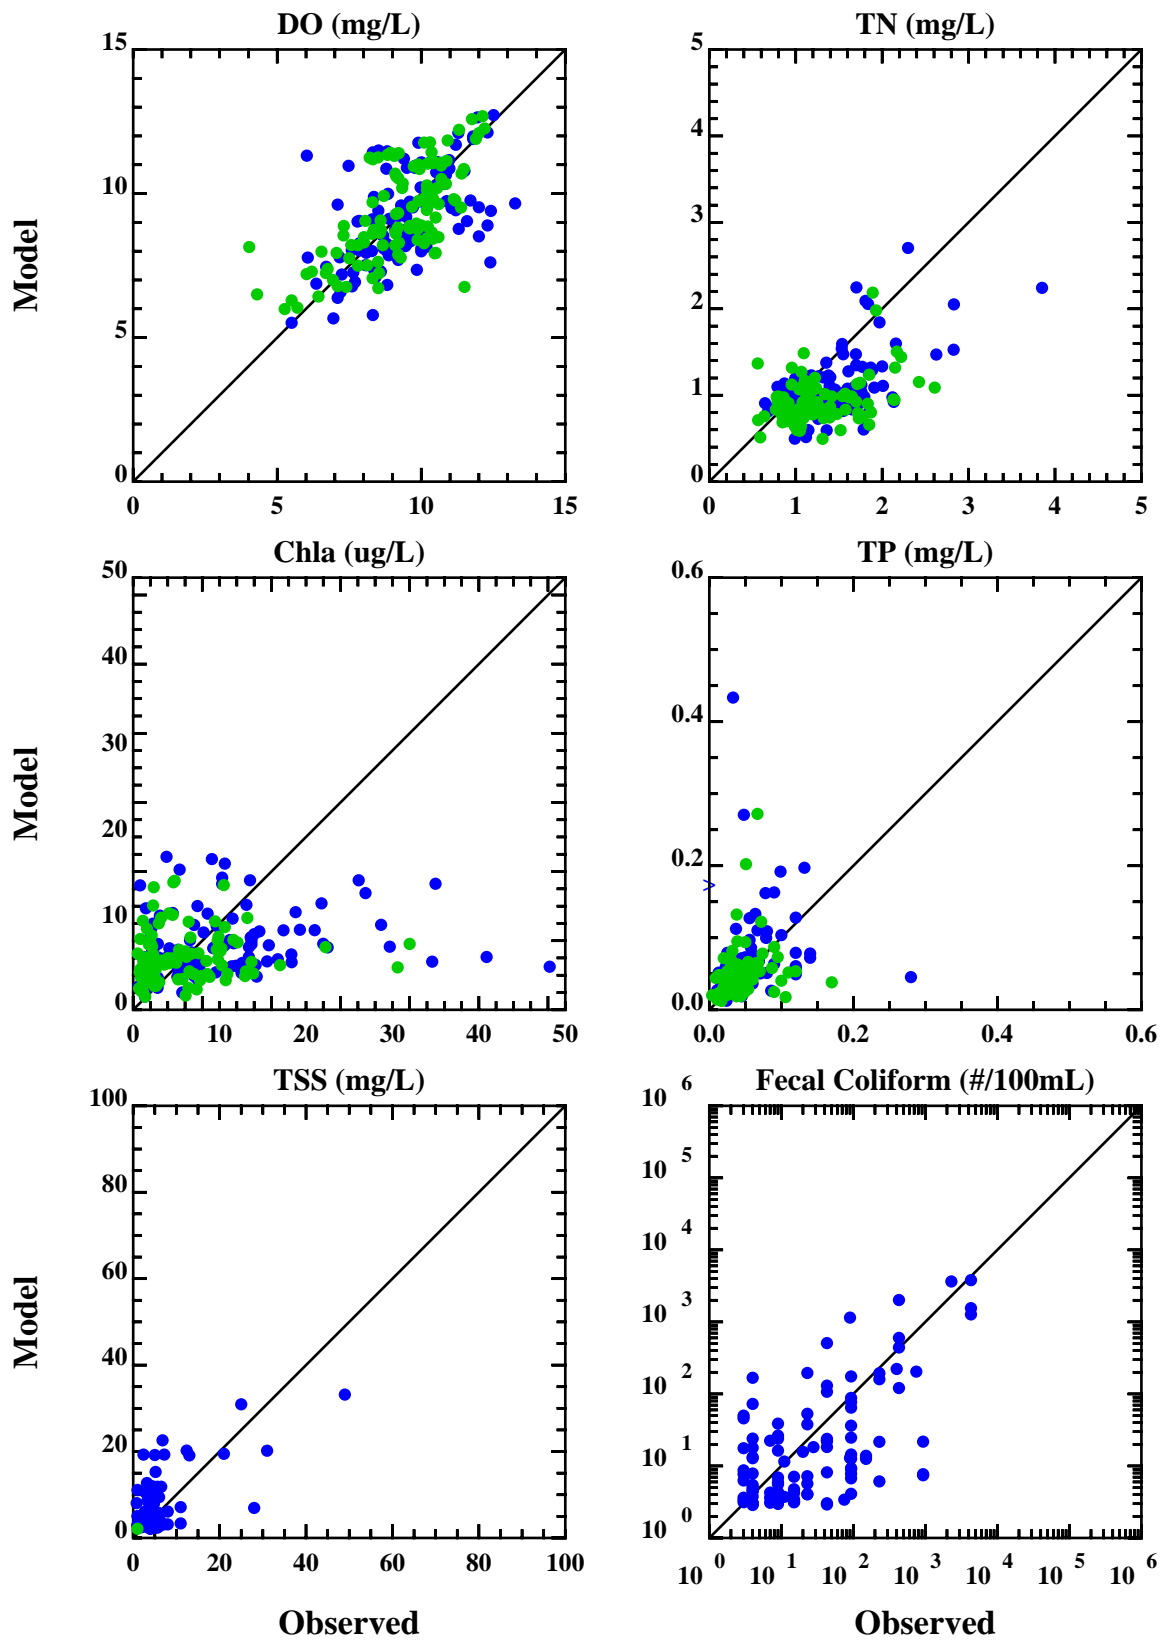 DO (mg/L) TN (mg/L)
15 5
4
10
Model 3
2
5
1
0 0
0 5 10 15 0 1 2 3 4 5
Chla (ug/L) TP (mg/L)
50 0.6
40
0.4
Model 30
20
0.2
10
0 0.0
0 10 20 30 40 50 0.0 0.2 0.4 0.6
TSS (mg/L) Fecal Coliform (#/100mL)
100 10 6
80 10 5
60 10 4
Model 10 3
40
10 2
20 10 1
0 10 0
0 20 40 60 80 100 10 0 10 1 10 2 10 3 10 4 10 5 10 6
Observed Observed